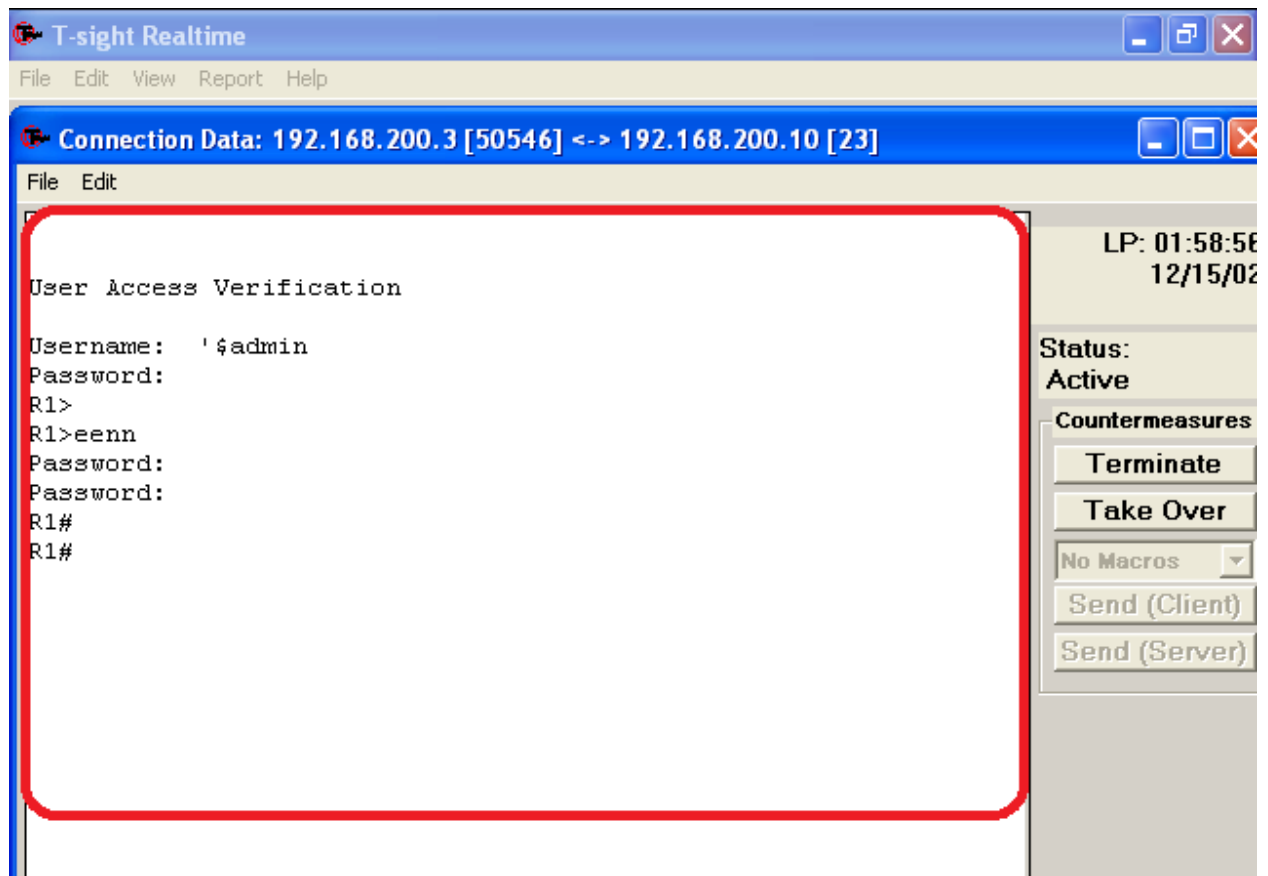 T-sight Realtime
File Edit View Report Help
Connection Data: 192.168.200.3 [50546] <-> 192.168.200.10 [23]
File Edit
User Access Verification
Username:  '$admin
Password:
R1>
R1>eenn
Password:
Password:
R1#
R1#
LP: 01:58:56
12/15/02
Status:
Active
Countermeasures
Terminate
Take Over
No Macros
Send (Client)
Send (Server)